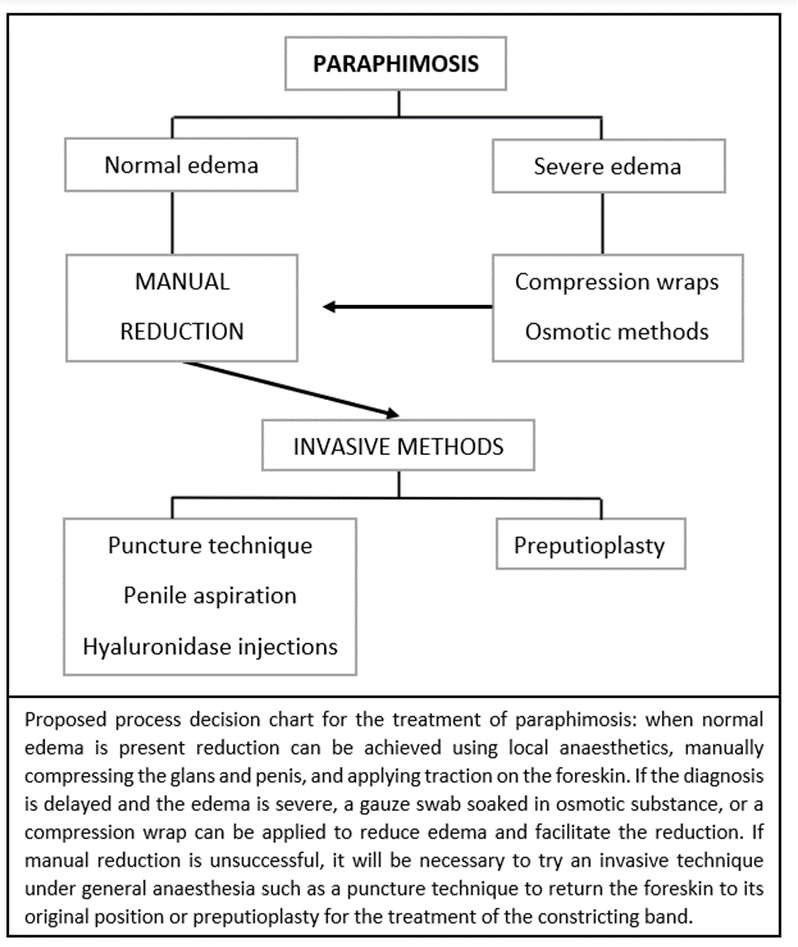 PARAPHIMOSIS
Normal edema
Severe edema
MANUAL
REDUCTION
Compression wraps
Osmotic methods
INVASIVE METHODS
Puncture technique
Penile aspiration
Hyaluronidase injections
Preputioplasty
Proposed process decision chart for the treatment of paraphimosis: when normal
edema is present reduction can be achieved using local anaesthetics, manually
compressing the glans and penis, and applying traction on the foreskin. If the diagnosis
is delayed and the edema is severe, a gauze swab soaked in osmotic substance, or a
compression wrap can be applied to reduce edema and facilitate the reduction. If
manual reduction is unsuccessful, it will be necessary to try an invasive technique
under general anaesthesia such as a puncture technique to return the foreskin to its
original position or preputioplasty for the treatment of the constricting band.